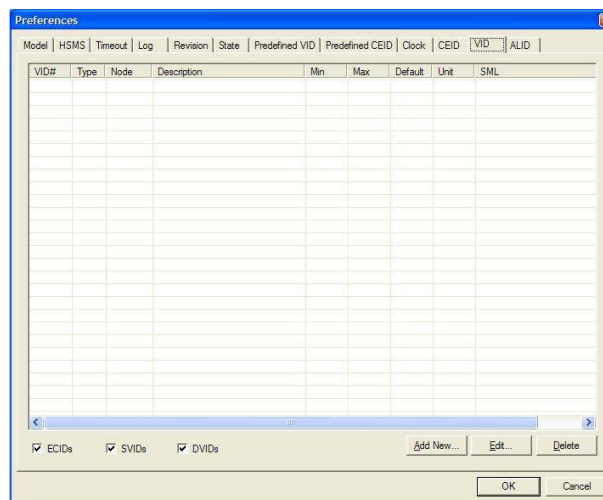 Preferences
Model HSMS Timeout Log Revision State Predefined VID Predefined CEID Clock CEID VID ALID
VID# Type Node Description Min Max Default Unit SML
ECIDs SVIDs DVIDs Add New... Edit... Delete
OK Cancel